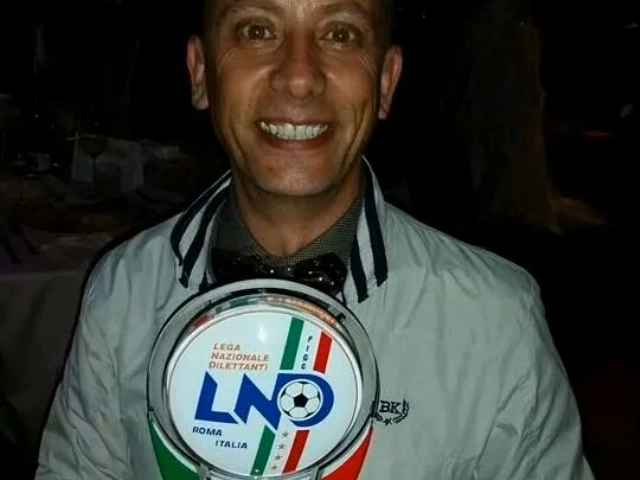 LEGA
NAZIONALE
DILETTANTI
FIGC
LND
ROMA
ITALIA
BK